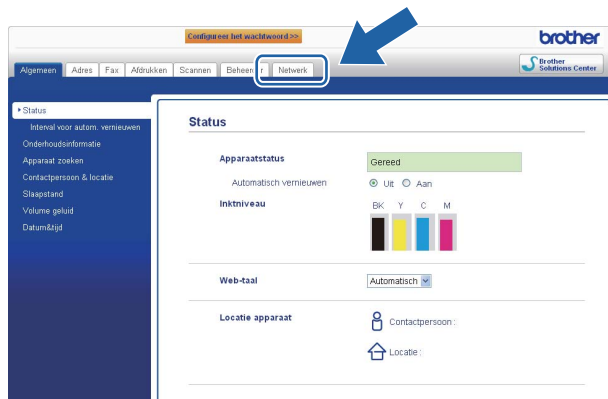 Configureer het wachtwoord >>
brother
Algemeen Adres Fax Afdrukken Scannen Beheerder Netwerk
Brother
Solutions Center
Status
Interval voor autom. vernieuwen
Onderhoudsinformatie
Apparaat zoeken
Contactpersoon & locatie
Slaapstand
Volume geluid
Datum&tijd
Status
Apparaatstatus Gereed
Automatisch vernieuwen Uit Aan
Inktniveau BK Y C M
Web-taal Automatisch
Locatie apparaat Contactpersoon :
Locatie :